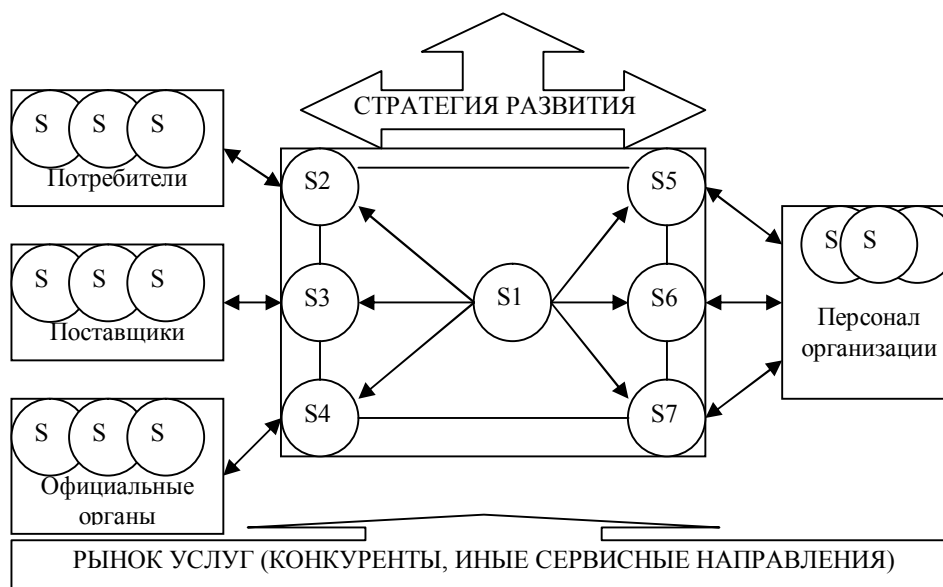 СТРАТЕГИЯ РАЗВИТИЯ
S S S
Потребители
S2
S5
S S
S S S
Поставщики
S3
S1
S6
Персонал
организации
S4
S7
S S S
Официальные
органы
РЫНОК УСЛУГ (КОНКУРЕНТЫ, ИНЫЕ СЕРВИСНЫЕ НАПРАВЛЕНИЯ)